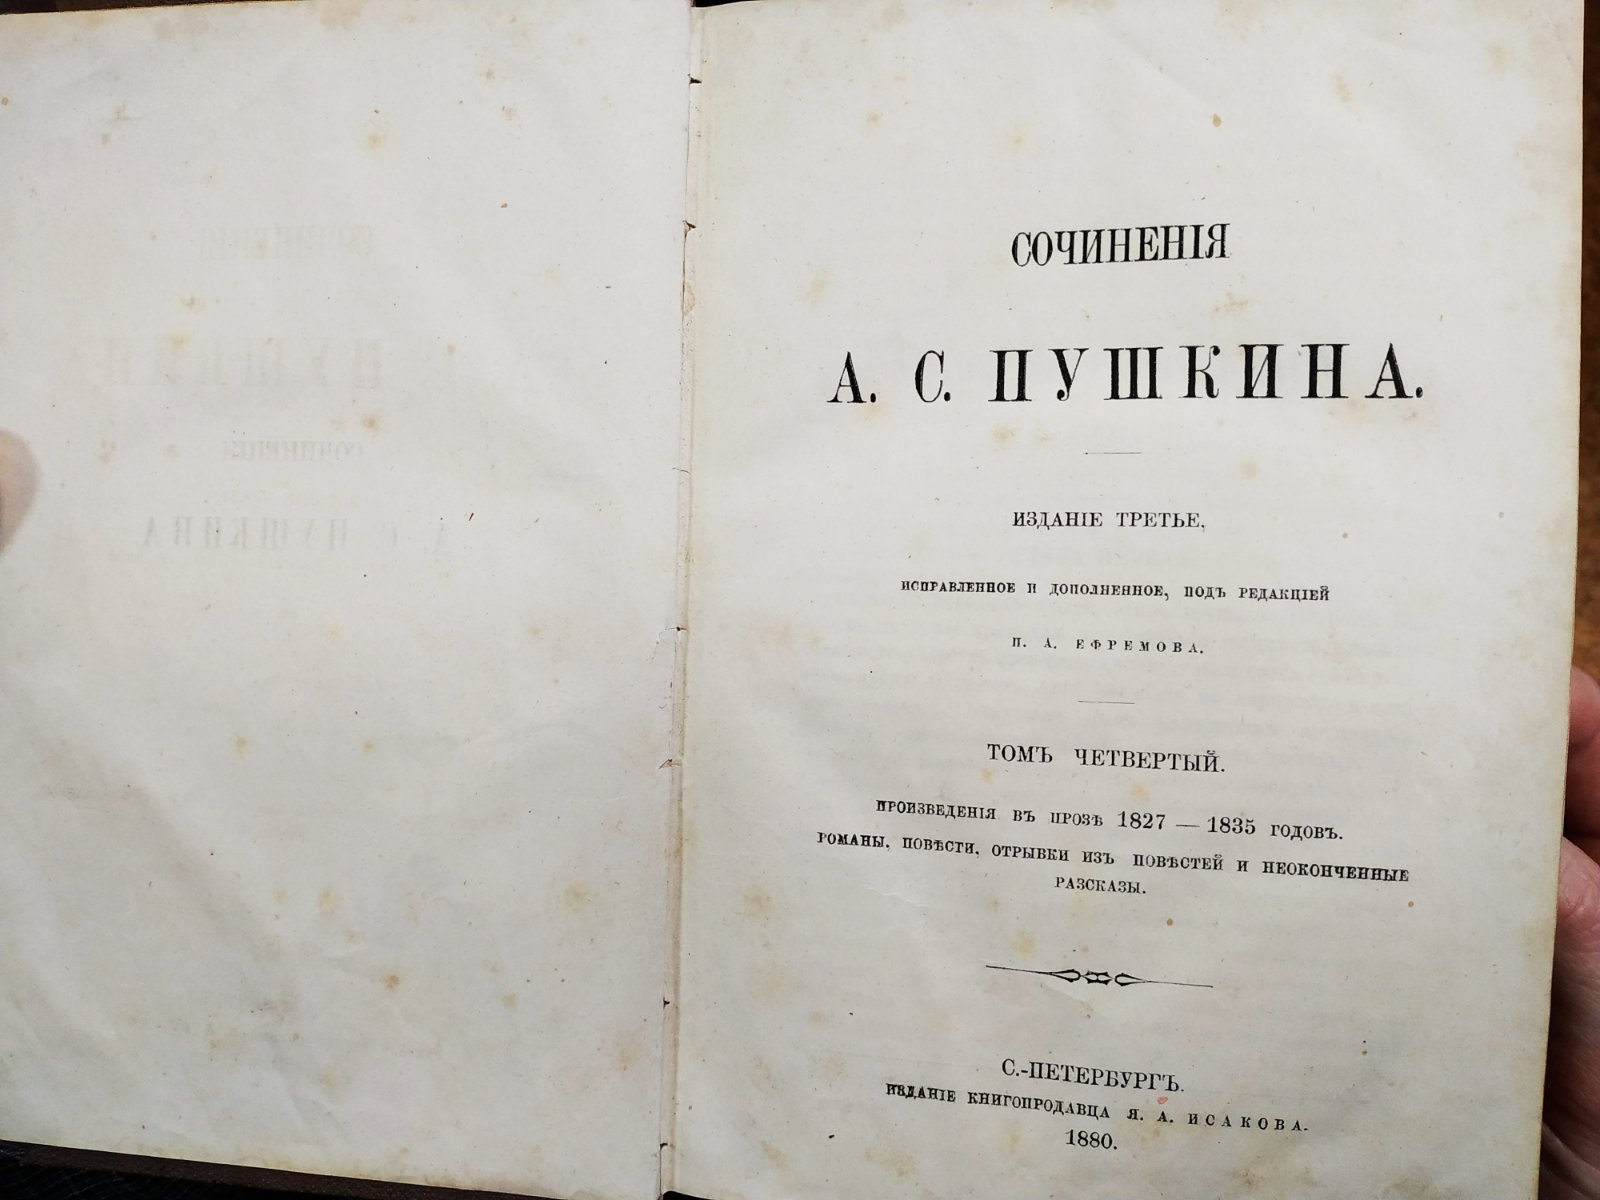 СОЧИНЕНІЯ
А. С. ПУШКИНА.
ИЗДАНІЕ ТРЕТЬЕ,
ИСПРАВЛЕННОЕ И ДОПОЛНЕННОЕ, ПОДЪ РЕДАКЦІЕЙ
П. А. ЕФРЕМОВА.
ТОМЪ ЧЕТВЕРТЫЙ.
ПРОИЗВЕДЕНІЯ ВЪ ПРОЗѢ 1827 — 1835 ГОДОВЪ.
РОМАНЫ, ПОВѢСТИ, ОТРЫВКИ ИЗЪ ПОВѢСТЕЙ И НЕОКОНЧЕННЫЕ
РАЗСКАЗЫ.
С.-ПЕТЕРБУРГЪ.
ИЗДАНІЕ КНИГОПРОДАВЦА Я. А. ИСАКОВА.
1880.